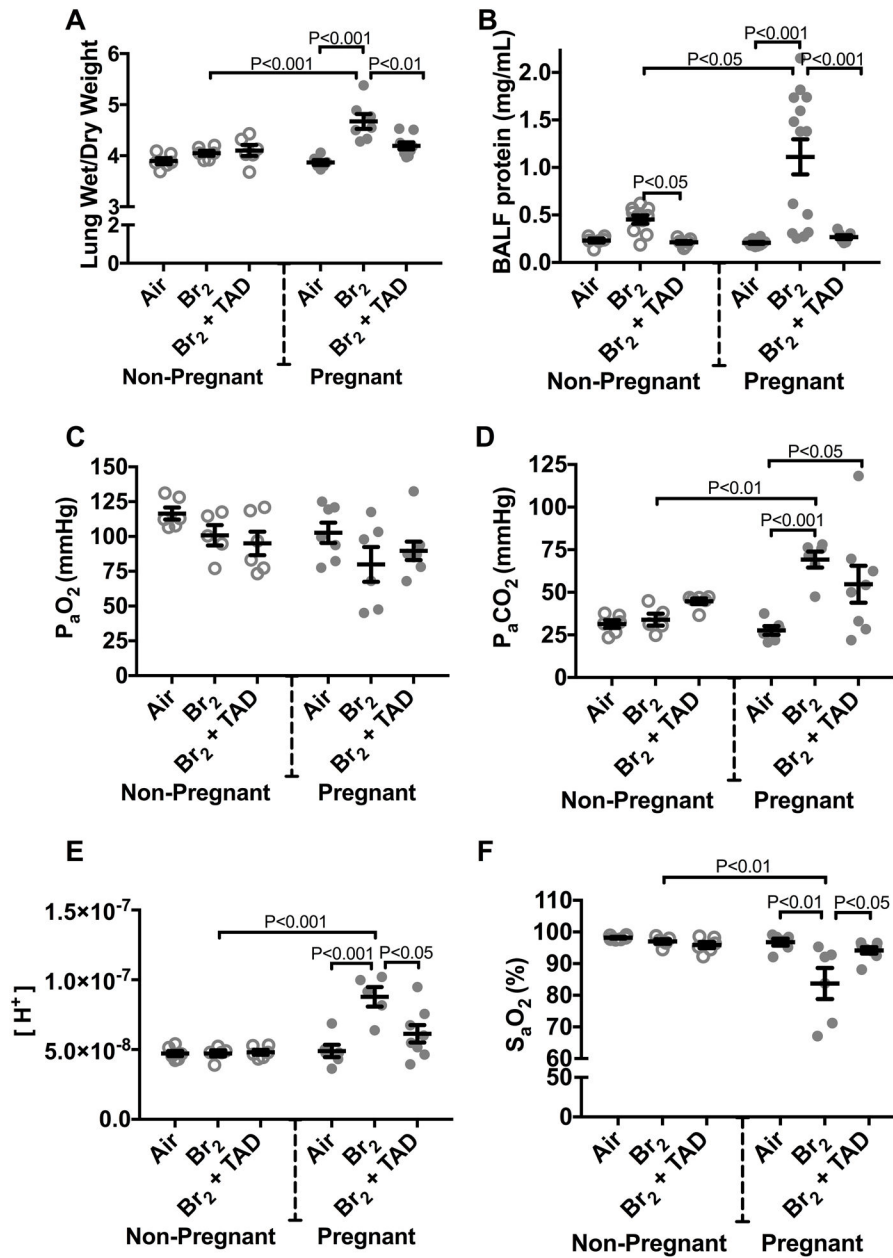 A
P<0.001
P<0.001
P<0.01
Lung Wet/Dry Weight
6
5
4
3
2
0
Air
Br₂
Br₂ + TAD
Air
Br₂
Br₂ + TAD
Non-Pregnant
Pregnant
B
P<0.001
P<0.05
P<0.001
P<0.05
BALF protein (mg/mL)
2.0
1.5
1.0
0.5
0.0
Air
Br₂
Br₂ + TAD
Air
Br₂
Br₂ + TAD
Non-Pregnant
Pregnant
C
PₐO₂ (mmHg)
150
125
100
75
50
25
0
Air
Br₂
Br₂ + TAD
Air
Br₂
Br₂ + TAD
Non-Pregnant
Pregnant
D
P<0.05
P<0.01
P<0.001
PₐCO₂ (mmHg)
125
100
75
50
25
0
Air
Br₂
Br₂ + TAD
Air
Br₂
Br₂ + TAD
Non-Pregnant
Pregnant
E
P<0.001
P<0.001
P<0.05
[ H⁺]
1.5×10⁻⁷
1.0×10⁻⁷
5.0×10⁻⁸
0.0
Air
Br₂
Br₂ + TAD
Air
Br₂
Br₂ + TAD
Non-Pregnant
Pregnant
F
P<0.01
P<0.01
P<0.05
SₐO₂ (%)
110
100
90
80
70
60
50
0
Air
Br₂
Br₂ + TAD
Air
Br₂
Br₂ + TAD
Non-Pregnant
Pregnant